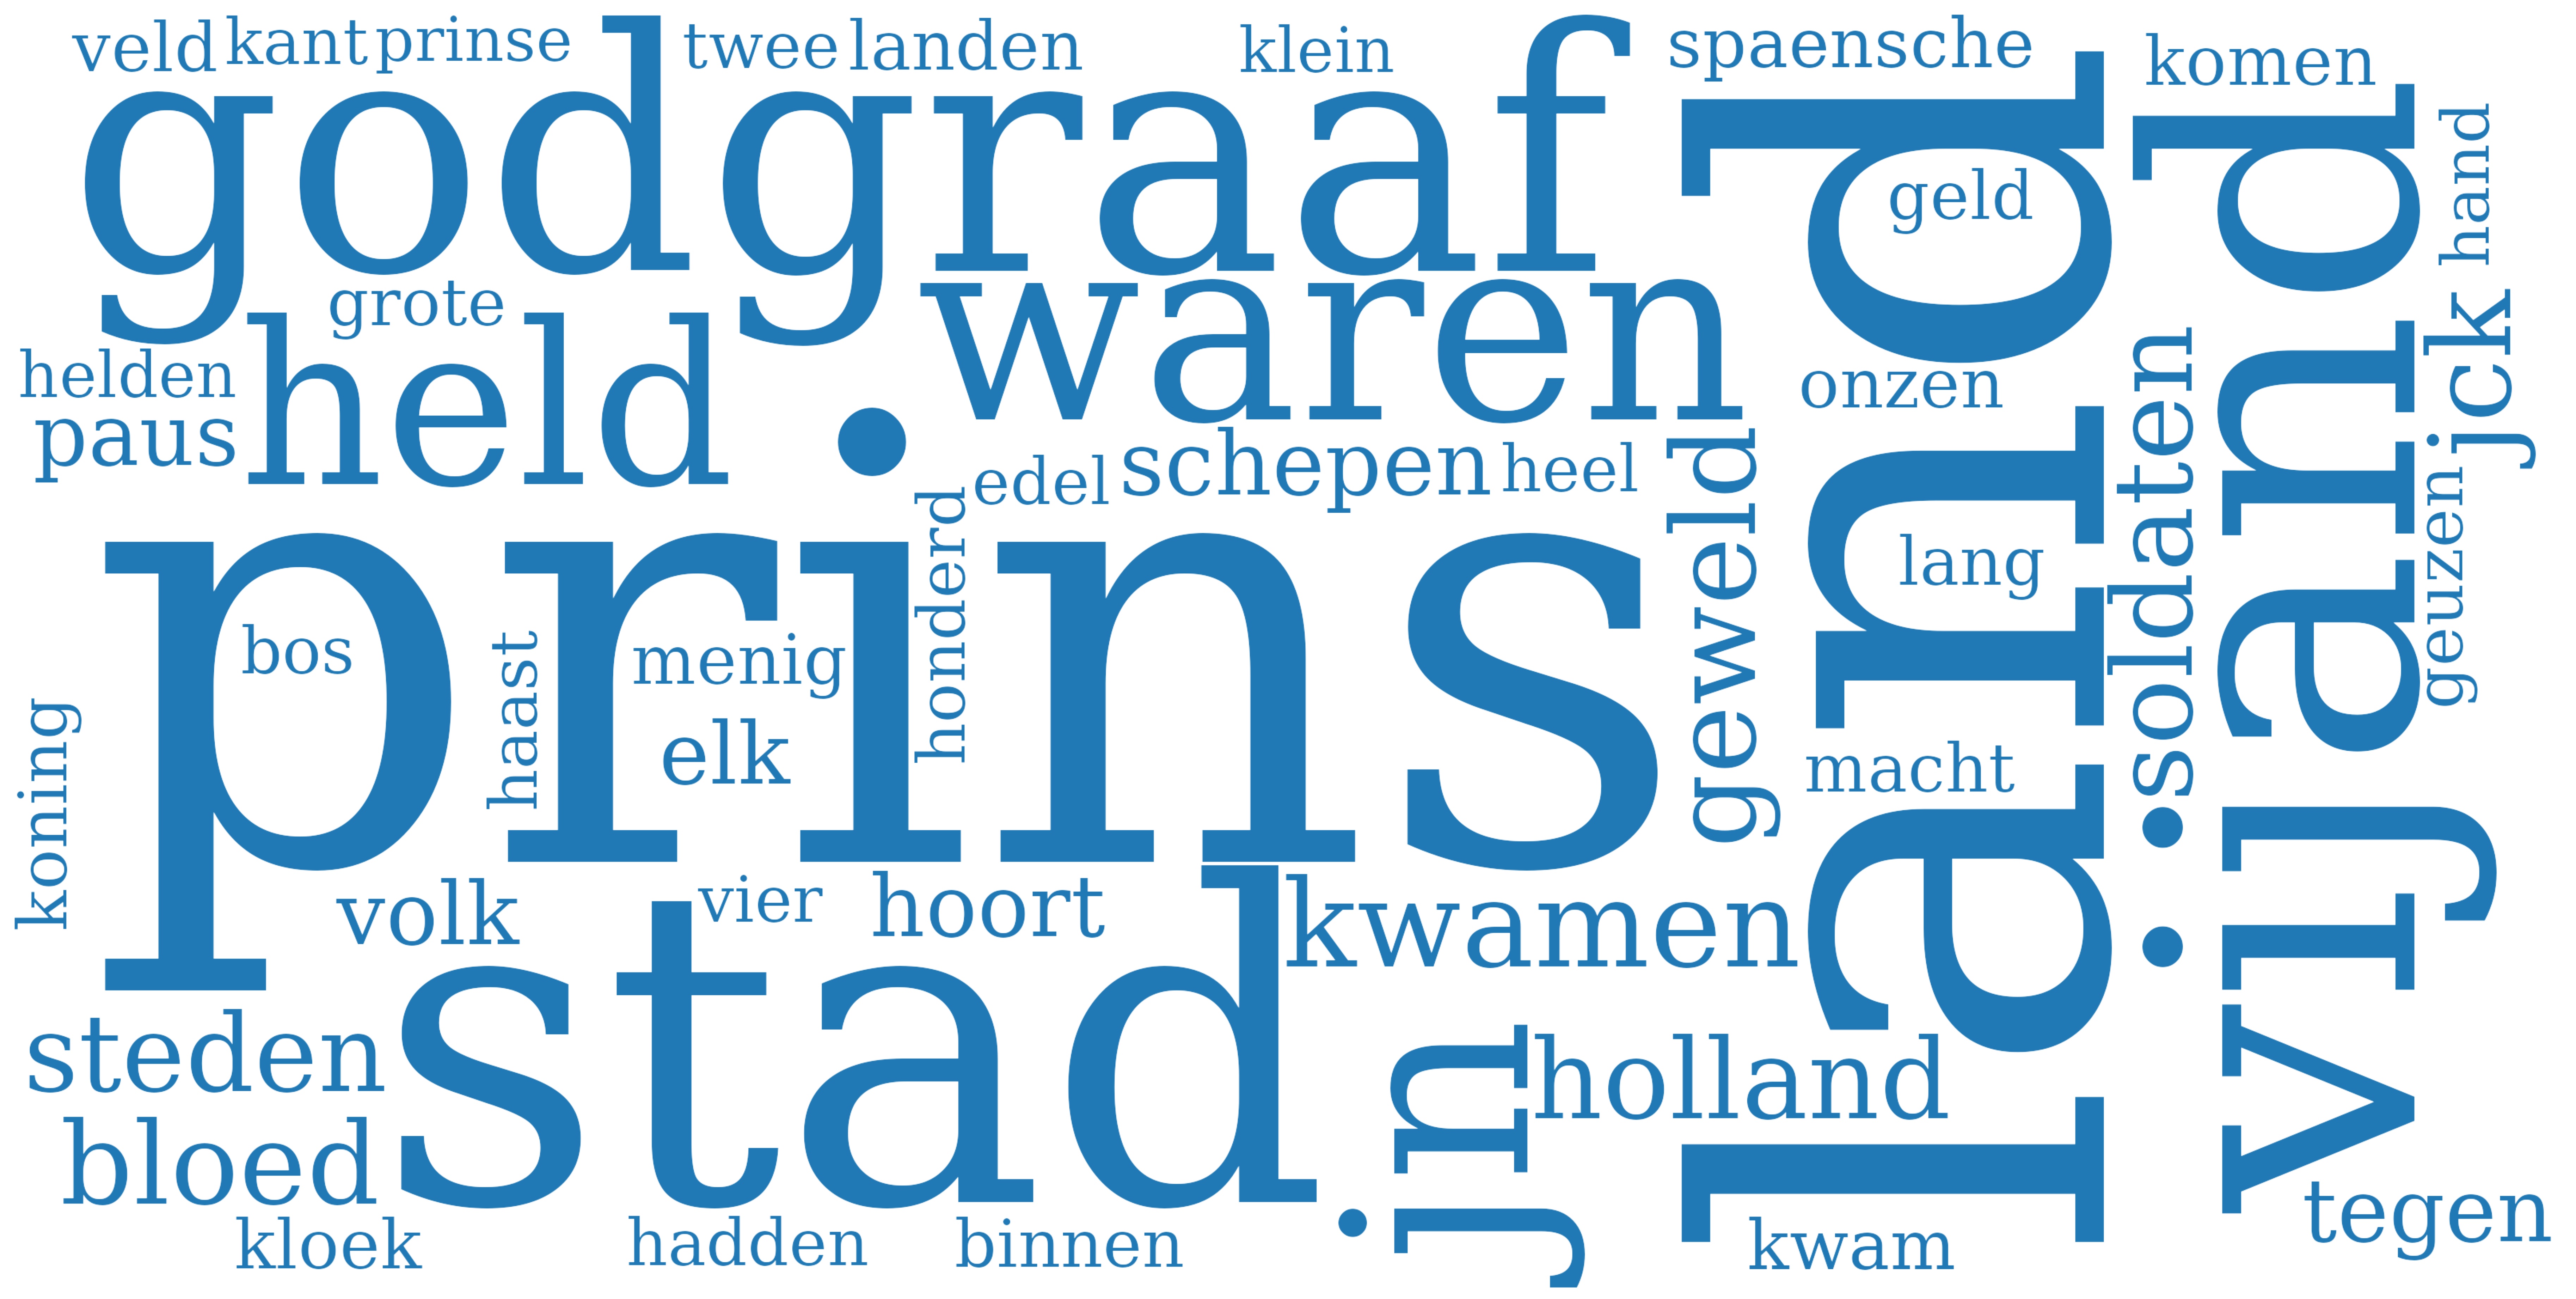 veld kant prinse twee landen klein spaensche komen
god graaf
land
vijand
hand
geld
waren
grote
held
helden
paus
jck
onzen
soldaten
edel schepen heel
geweld
honderd
geuzen
prins
lang
bos
haast
menig
elk
koning
macht
volk
vier
hoort
kwamen
stad
steden
jn
holland
bloed
tegen
kloek
hadden
binnen
kwam